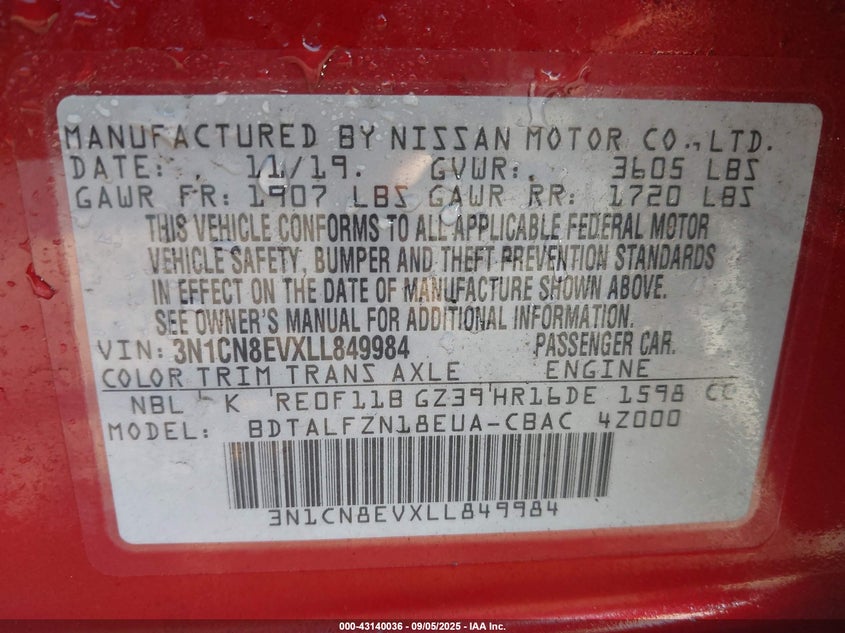 MANUFACTURED BY NISSAN MOTOR CO., LTD.
DATE: 11/19. GVWR: 3605 LBS
GAWR FR: 1907 LBS GAWR RR: 1720 LBS
THIS VEHICLE CONFORMS TO ALL APPLICABLE FEDERAL MOTOR
VEHICLE SAFETY, BUMPER AND THEFT PREVENTION STANDARDS
IN EFFECT ON THE DATE OF MANUFACTURE SHOWN ABOVE.
SEE OWNER'S MANUAL FOR ADDITIONAL INFORMATION.
VIN: 3N1CN8EVXLL849984 PASSENGER CAR.
COLOR TRIM TRANS AXLE ENGINE
NBL K RE0F11B GZ39 HR16DE 1598 CC
MODEL: BDTALFZN18EUA-CBAC 4Z000
3N1CN8EVXLL849984
000-43140036 - 09/05/2025 - IAA Inc.